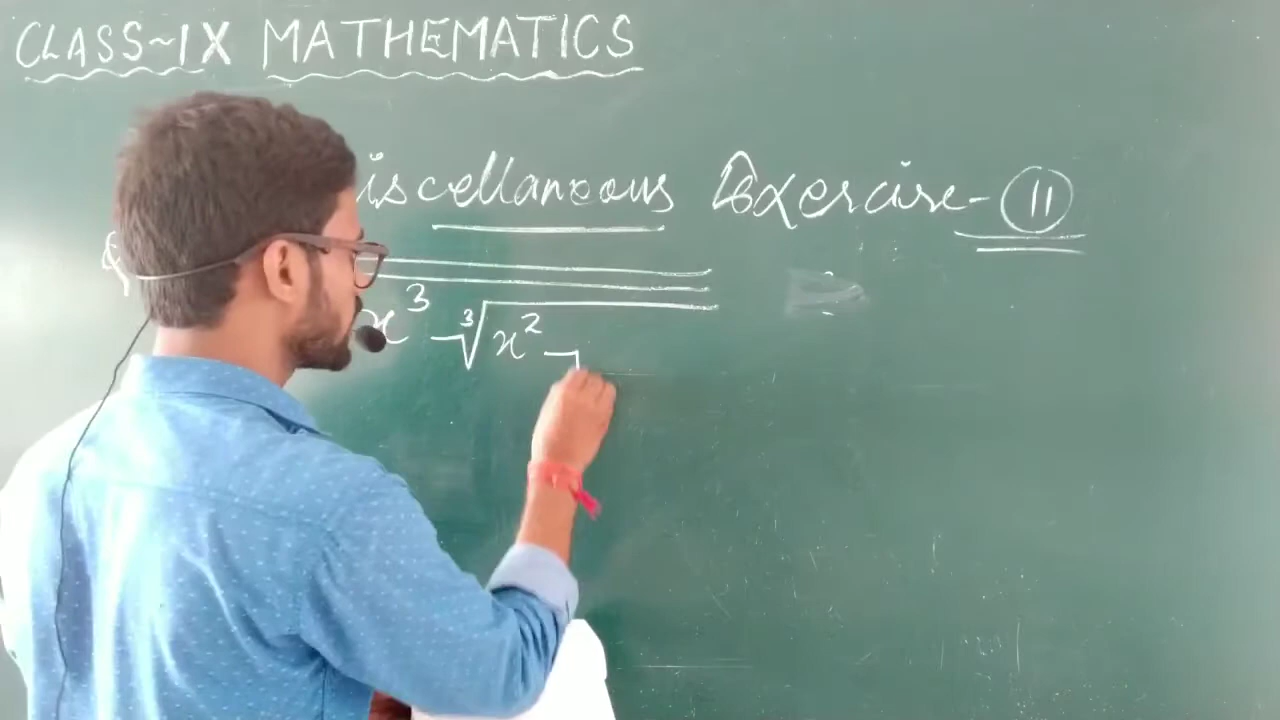 CLASS~IX MATHEMATICS
iscellaneous Exercise-11
x³ ∛x²